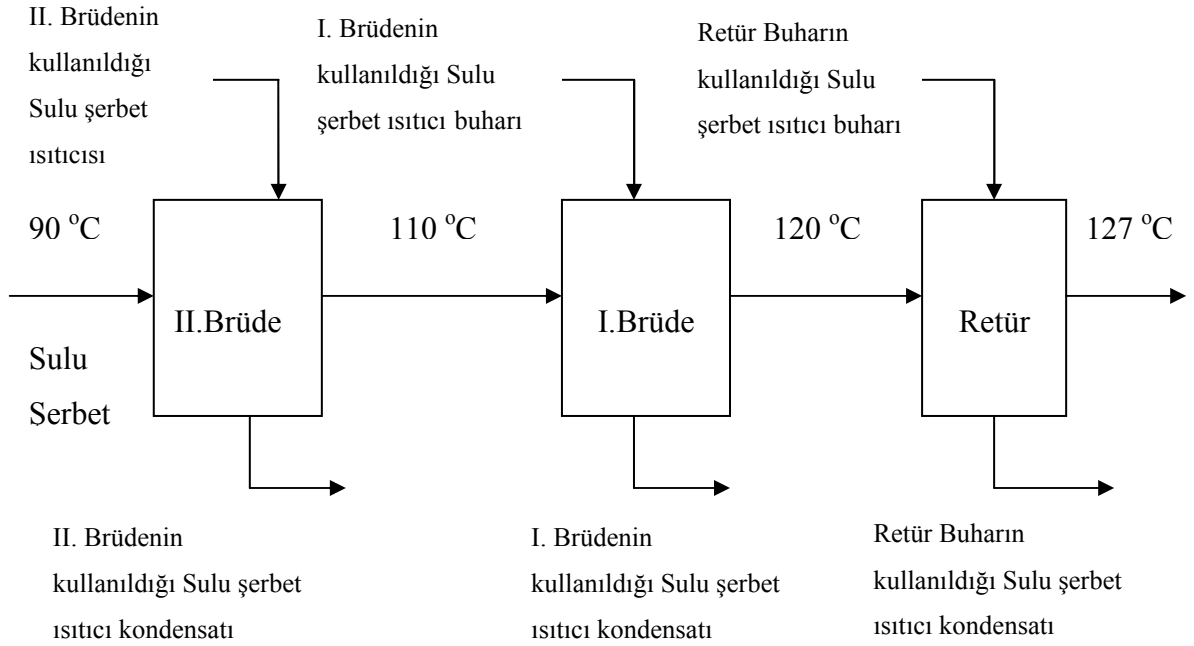 II. Brüdenin
kullanıldığı
Sulu şerbet
ısıtıcısı
I. Brüdenin
kullanıldığı Sulu
şerbet ısıtıcı buharı
Retür Buharın
kullanıldığı Sulu
şerbet ısıtıcı buharı
90 °C
110 °C
120 °C
127 °C
II.Brüde
I.Brüde
Retür
Sulu
Serbet
II. Brüdenin
kullanıldığı Sulu şerbet
ısıtıcı kondensatı
I. Brüdenin
kullanıldığı Sulu şerbet
ısıtıcı kondensatı
Retür Buharın
kullanıldığı Sulu şerbet
ısıtıcı kondensatı